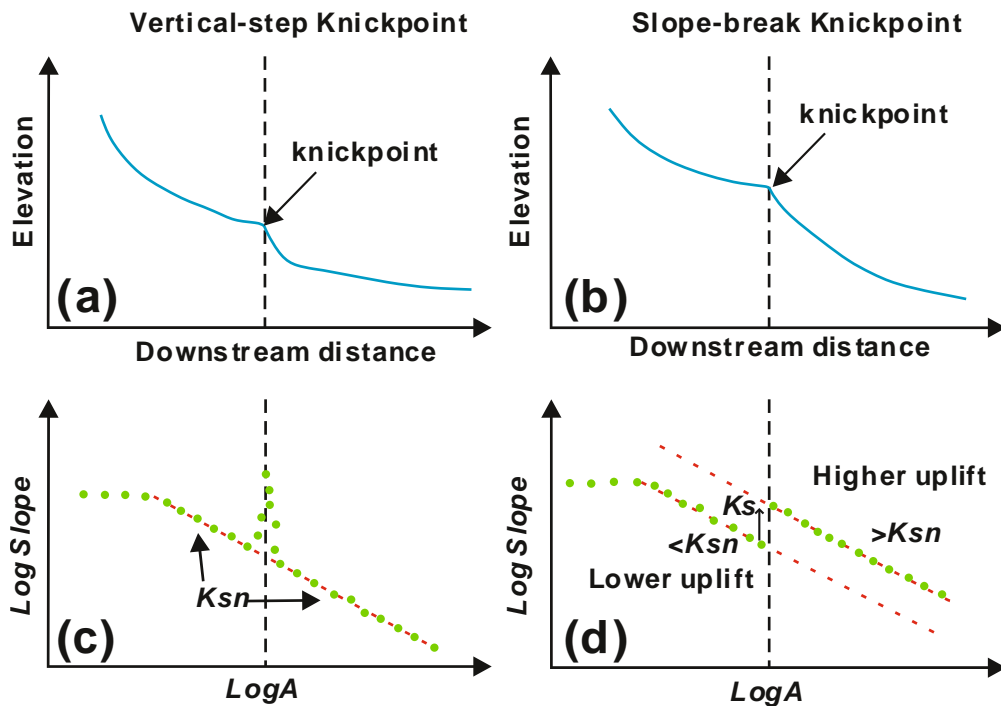 Vertical-step Knickpoint
Elevation
knickpoint
(a)
Downstream distance
Slope-break Knickpoint
Elevation
knickpoint
(b)
Downstream distance
Log Slope
Ksn
(c)
LogA
Log Slope
Higher uplift
Ks
<Ksn
>Ksn
Lower uplift
(d)
LogA